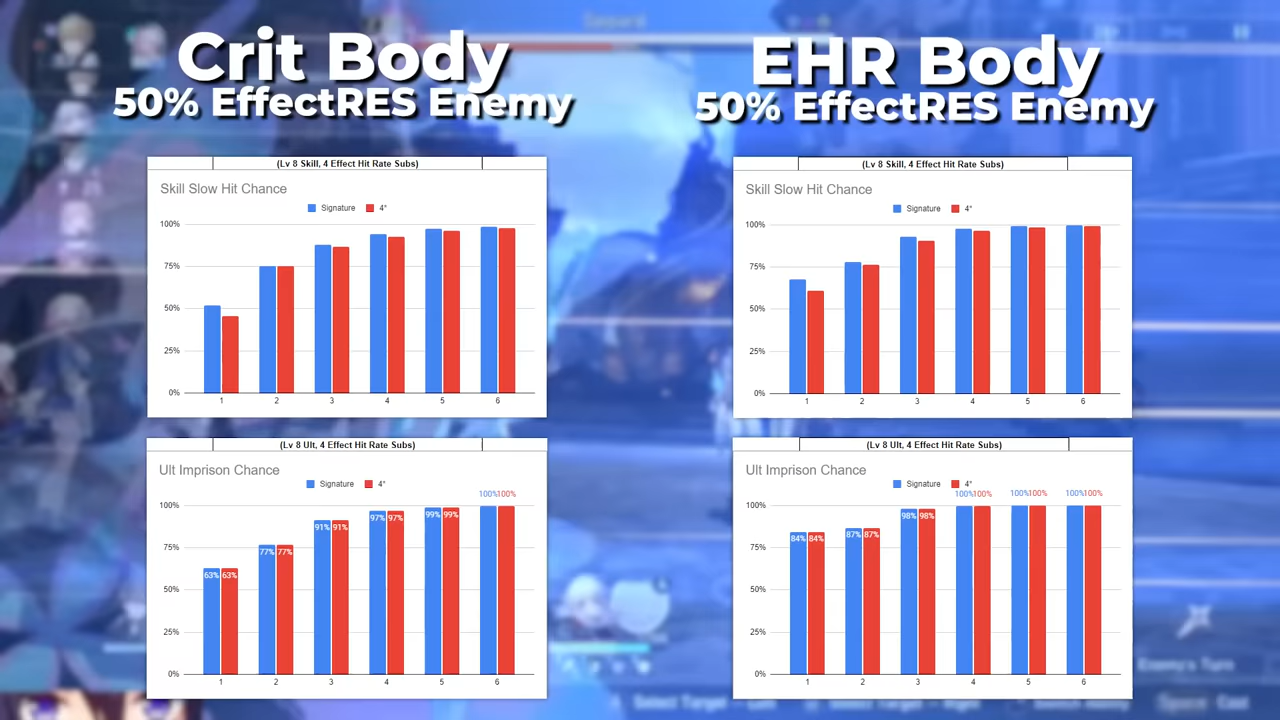 Crit Body
50% EffectRES Enemy
EHR Body
50% EffectRES Enemy
(Lv 8 Skill, 4 Effect Hit Rate Subs)
Skill Slow Hit Chance
Signature 4*
100%
75%
50%
25%
0%
1 2 3 4 5 6
(Lv 8 Skill, 4 Effect Hit Rate Subs)
Skill Slow Hit Chance
Signature 4*
100%
75%
50%
25%
0%
1 2 3 4 5 6
(Lv 8 Ult, 4 Effect Hit Rate Subs)
Ult Imprison Chance
Signature 4*
100% 100%
100%
97% 97% 99% 99%
91% 91%
75%
77% 77%
63% 63%
50%
25%
0%
1 2 3 4 5 6
(Lv 8 Ult, 4 Effect Hit Rate Subs)
Ult Imprison Chance
Signature 4*
100% 100% 100% 100% 100% 100%
100%
98% 98%
84% 84% 87% 87%
75%
50%
25%
0%
1 2 3 4 5 6
Enemy's Turn
Select Target
Select Target